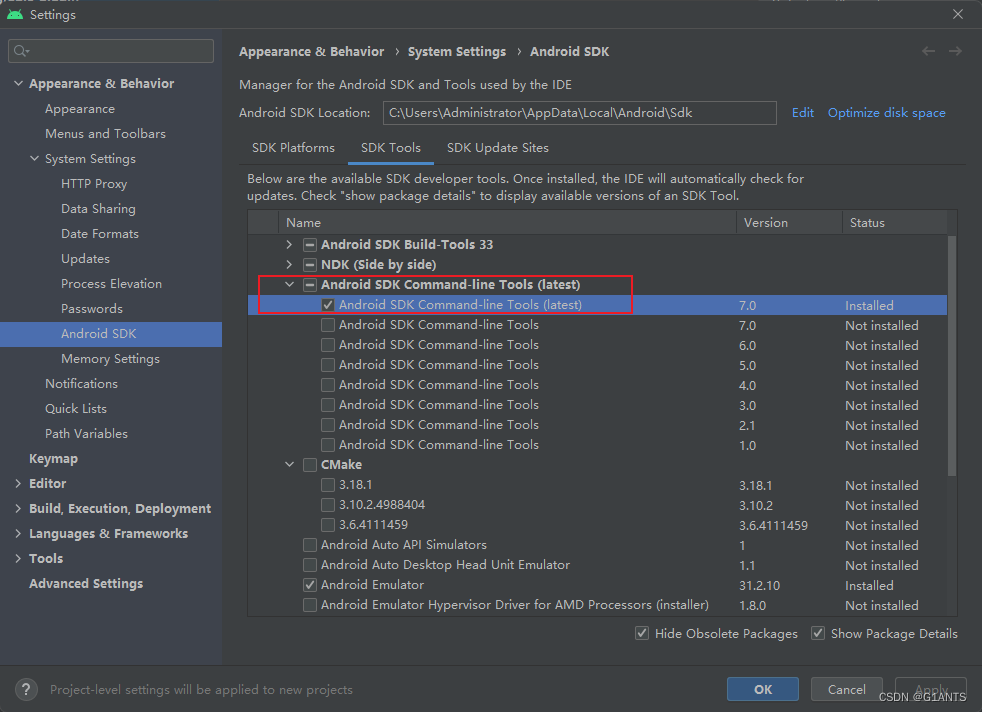 Settings
Appearance & Behavior
Appearance
Menus and Toolbars
System Settings
HTTP Proxy
Data Sharing
Date Formats
Updates
Process Elevation
Passwords
Android SDK
Memory Settings
Notifications
Quick Lists
Path Variables
Keymap
Editor
Build, Execution, Deployment
Languages & Frameworks
Tools
Advanced Settings
Appearance & Behavior › System Settings › Android SDK
Manager for the Android SDK and Tools used by the IDE
Android SDK Location: C:\Users\Administrator\AppData\Local\Android\Sdk Edit Optimize disk space
SDK Platforms SDK Tools SDK Update Sites
Below are the available SDK developer tools. Once installed, the IDE will automatically check for
updates. Check "show package details" to display available versions of an SDK Tool.
Name Version Status
Android SDK Build-Tools 33
NDK (Side by side)
Android SDK Command-line Tools (latest)
Android SDK Command-line Tools (latest) 7.0 Installed
Android SDK Command-line Tools 7.0 Not installed
Android SDK Command-line Tools 6.0 Not installed
Android SDK Command-line Tools 5.0 Not installed
Android SDK Command-line Tools 4.0 Not installed
Android SDK Command-line Tools 3.0 Not installed
Android SDK Command-line Tools 2.1 Not installed
Android SDK Command-line Tools 1.0 Not installed
CMake
3.18.1 3.18.1 Not installed
3.10.2.4988404 3.10.2 Not installed
3.6.4111459 3.6.4111459 Not installed
Android Auto API Simulators 1 Not installed
Android Auto Desktop Head Unit Emulator 1.1 Not installed
Android Emulator 31.2.10 Installed
Android Emulator Hypervisor Driver for AMD Processors (installer) 1.8.0 Not installed
Hide Obsolete Packages Show Package Details
? Project-level settings will be applied to new projects
OK Cancel Apply
CSDN @G1ANTS